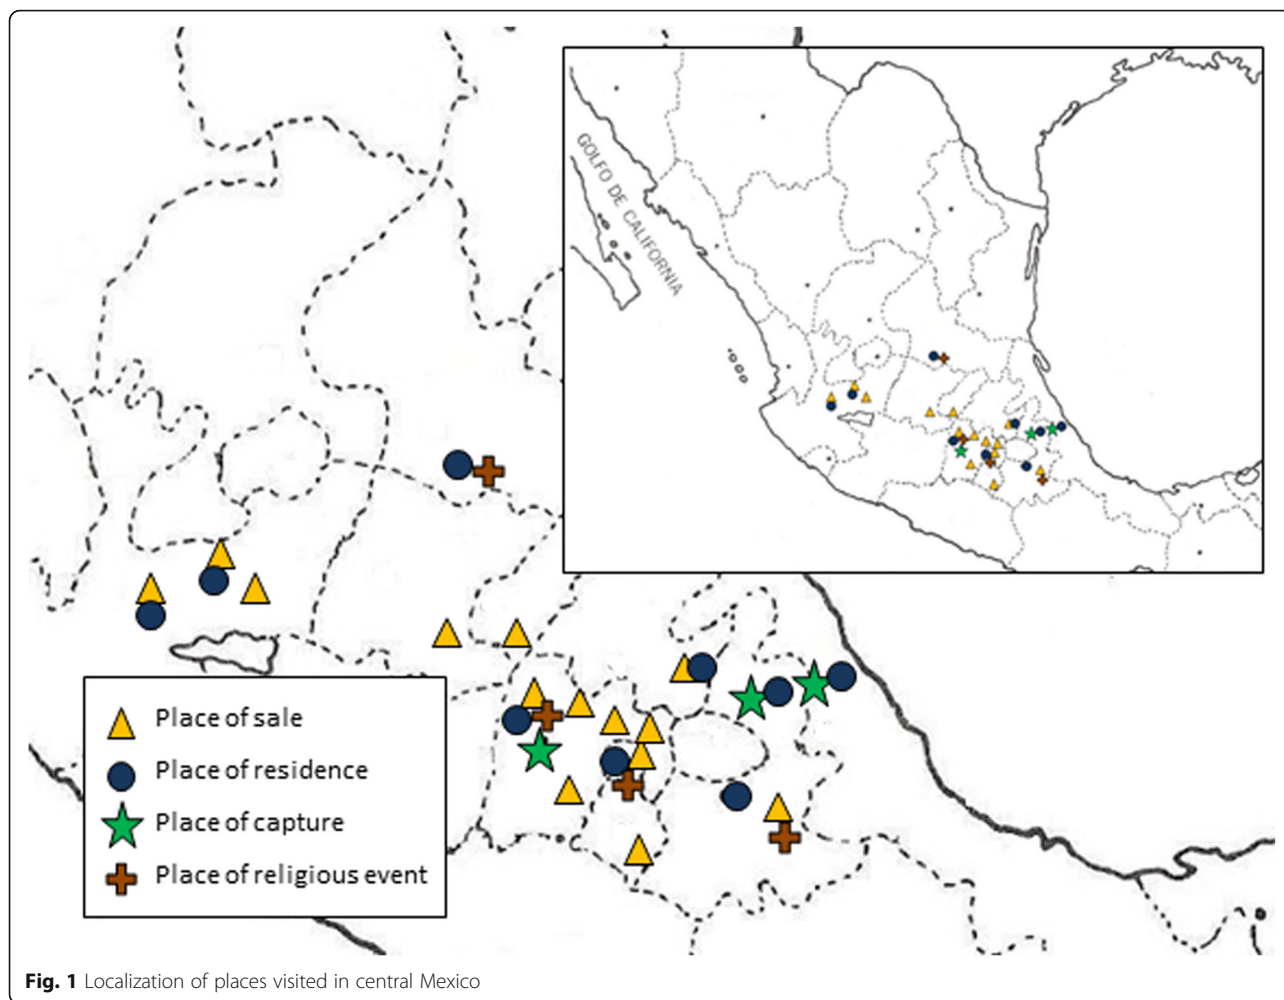 GOLFO DE CALIFORNIA
Place of sale
Place of residence
Place of capture
Place of religious event
Fig. 1 Localization of places visited in central Mexico